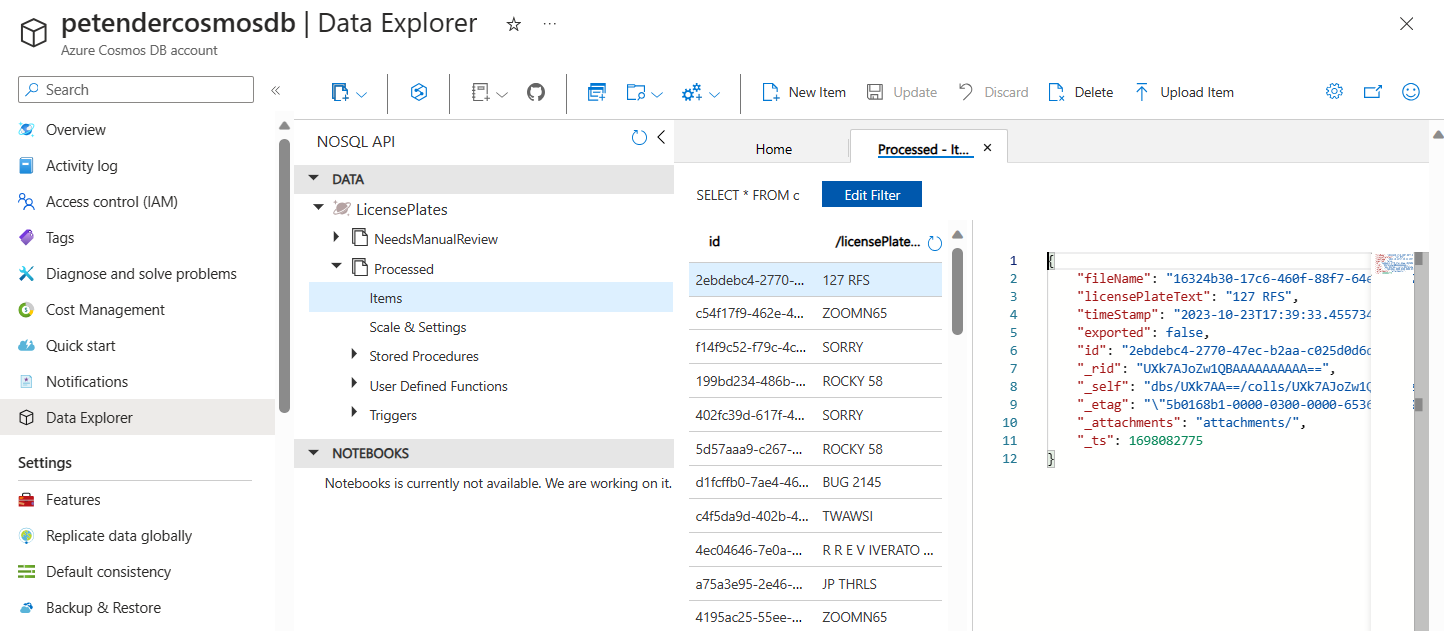 petendercosmosdb | Data Explorer
Azure Cosmos DB account
Search
New Item
Update
Discard
Delete
Upload Item
Overview
Activity log
Access control (IAM)
Tags
Diagnose and solve problems
Cost Management
Quick start
Notifications
Data Explorer
Settings
Features
Replicate data globally
Default consistency
Backup & Restore
NOSQL API
DATA
LicensePlates
NeedsManualReview
Processed
Items
Scale & Settings
Stored Procedures
User Defined Functions
Triggers
NOTEBOOKS
Notebooks is currently not available. We are working on it.
Home
Processed - It...
SELECT * FROM c
Edit Filter
id /licensePlate...
2ebdebc4-2770-... 127 RFS
c54f17f9-462e-4... ZOOMN65
f14f9c52-f79c-4c... SORRY
199bd234-486b-... ROCKY 58
402fc39d-617f-4... SORRY
5d57aaa9-c267-... ROCKY 58
d1fcffb0-7ae4-46... BUG 2145
c4f5da9d-402b-4... TWAWSI
4ec04646-7e0a-... R R E V IVERATO ...
a75a3e95-2e46-... JP THRLS
4195ac25-55ee-... ZOOMN65
1 {
2 "fileName": "16324b30-17c6-460f-88f7-64e
3 "licensePlateText": "127 RFS",
4 "timeStamp": "2023-10-23T17:39:33.455734
5 "exported": false,
6 "id": "2ebdebc4-2770-47ec-b2aa-c025d0d6d
7 "_rid": "UXk7AJoZw1QBAAAAAAAAAA==",
8 "_self": "dbs/UXk7AA==/colls/UXk7AJoZw1Q
9 "_etag": "\"5b0168b1-0000-0300-0000-6536
10 "_attachments": "attachments/",
11 "_ts": 1698082775
12 }